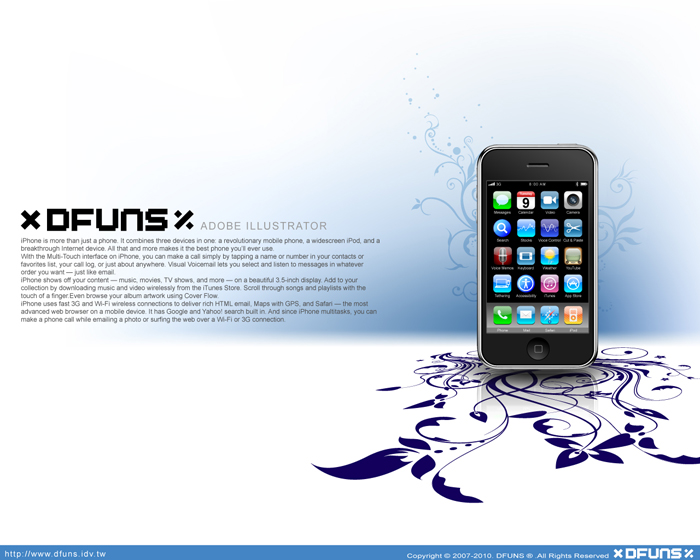 DFUNS ADOBE ILLUSTRATOR
iPhone is more than just a phone. It combines three devices in one: a revolutionary mobile phone, a widescreen iPod, and a
breakthrough Internet device. All that and more makes it the best phone you'll ever use.
With the Multi-Touch interface on iPhone, you can make a call simply by tapping a name or number in your contacts or
favorites list, your call log, or just about anywhere. Visual Voicemail lets you select and listen to messages in whatever
order you want — just like email.
iPhone shows off your content — music, movies, TV shows, and more — on a beautiful 3.5-inch display. Add to your
collection by downloading music and video wirelessly from the iTunes Store. Scroll through songs and playlists with the
touch of a finger.Even browse your album artwork using Cover Flow.
iPhone uses fast 3G and Wi-Fi wireless connections to deliver rich HTML email, Maps with GPS, and Safari — the most
advanced web browser on a mobile device. It has Google and Yahoo! search built in. And since iPhone multitasks, you can
make a phone call while emailing a photo or surfing the web over a Wi-Fi or 3G connection.
9
Messages Calendar Video Camera
Search Stocks Voice Control Cut & Paste
Voice Memos Keyboard Weather YouTube
Tethering Accessibility iTunes App Store
Phone Mail Safari iPod
http://www.dfuns.idv.tw
Copyright © 2007-2010 DFUNS ® .All Rights Reserved DFUNS